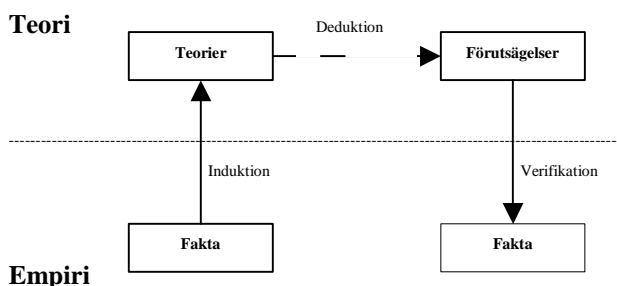 Teori
Deduktion
Teorier
Förutsägelser
Induktion
Verifikation
Fakta
Fakta
Empiri